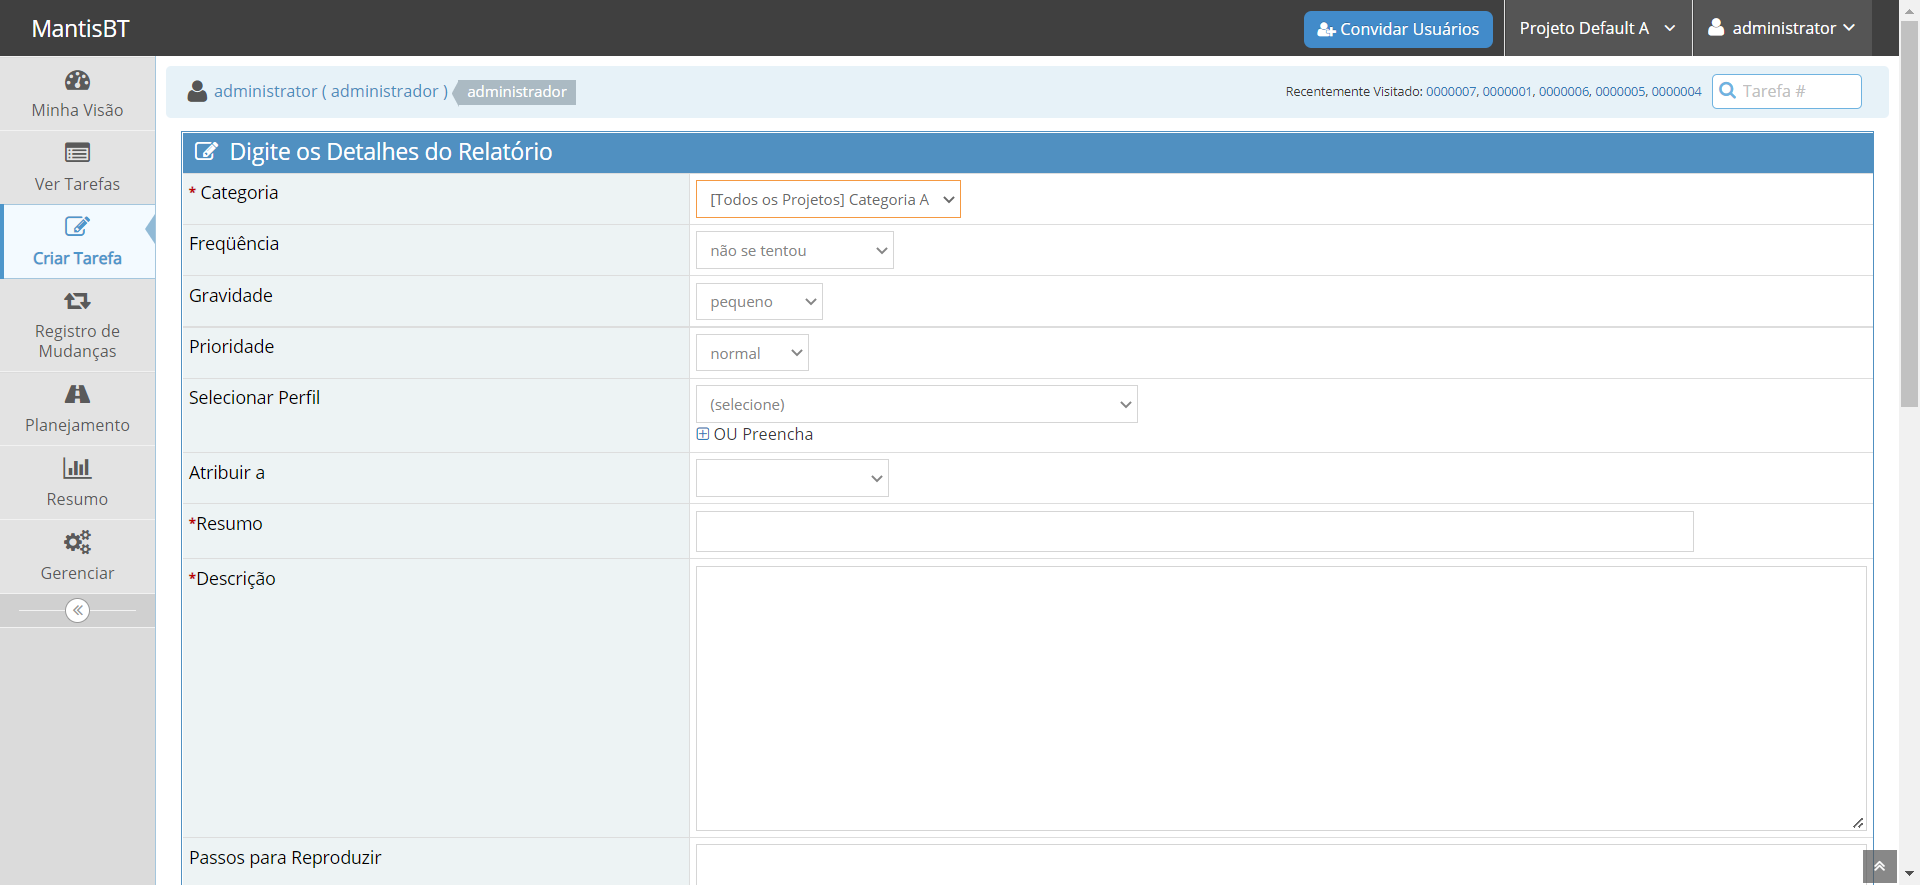 MantisBT
Convidar Usuários
Projeto Default A
administrator
Minha Visão
Ver Tarefas
Criar Tarefa
Registro de
Mudanças
Planejamento
Resumo
Gerenciar
administrator ( administrador ) administrador
Recentemente Visitado: 0000007, 0000001, 0000006, 0000005, 0000004
Tarefa #
Digite os Detalhes do Relatório
* Categoria
[Todos os Projetos] Categoria A
Freqüência
não se tentou
Gravidade
pequeno
Prioridade
normal
Selecionar Perfil
(selecione)
OU Preencha
Atribuir a
*Resumo
*Descrição
Passos para Reproduzir